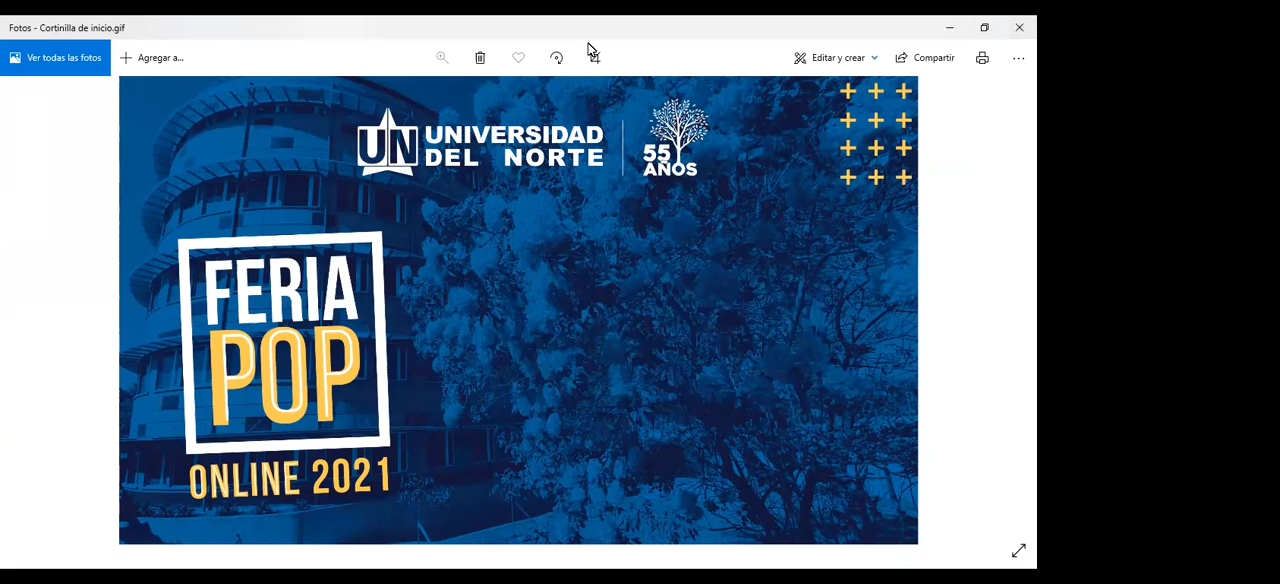 Fotos - Cortinilla de inicio.gif
Ver todas las fotos
Agregar a...
Editar y crear
Compartir
UN UNIVERSIDAD
DEL NORTE
55
AÑOS
FERIA
POP
ONLINE 2021